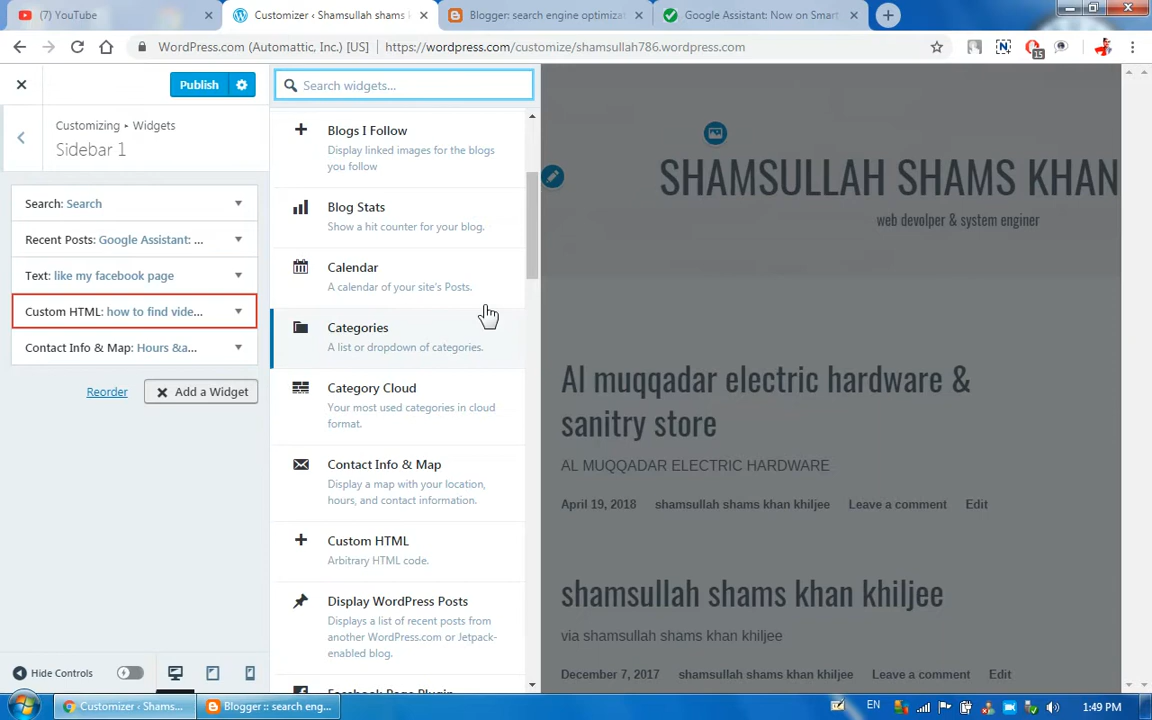 (7) YouTube
Customizer ‹ Shamsullah shams k
Blogger: search engine optimizat
Google Assistant: Now on Smart
WordPress.com (Automattic, Inc.) [US]
https://wordpress.com/customize/shamsullah786.wordpress.com
15
Publish
Search widgets...
Customizing ▸ Widgets
Sidebar 1
Search: Search
Recent Posts: Google Assistant: ...
Text: like my facebook page
Custom HTML: how to find vide...
Contact Info & Map: Hours &a...
Reorder
Add a Widget
Blogs I Follow
Display linked images for the blogs
you follow
Blog Stats
Show a hit counter for your blog.
Calendar
A calendar of your site's Posts.
Categories
A list or dropdown of categories.
Category Cloud
Your most used categories in cloud
format.
Contact Info & Map
Display a map with your location,
hours, and contact information.
Custom HTML
Arbitrary HTML code.
Display WordPress Posts
Displays a list of recent posts from
another WordPress.com or Jetpack-
enabled blog.
Facebook Page Plugin
SHAMSULLAH SHAMS KHAN
web devolper & system enginer
Al muqqadar electric hardware &
sanitry store
AL MUQQADAR ELECTRIC HARDWARE
April 19, 2018 shamsullah shams khan khiljee Leave a comment Edit
shamsullah shams khan khiljee
via shamsullah shams khan khiljee
December 7, 2017 shamsullah shams khan khiljee Leave a comment Edit
Hide Controls
Customizer ‹ Shams...
Blogger :: search eng...
EN
1:49 PM